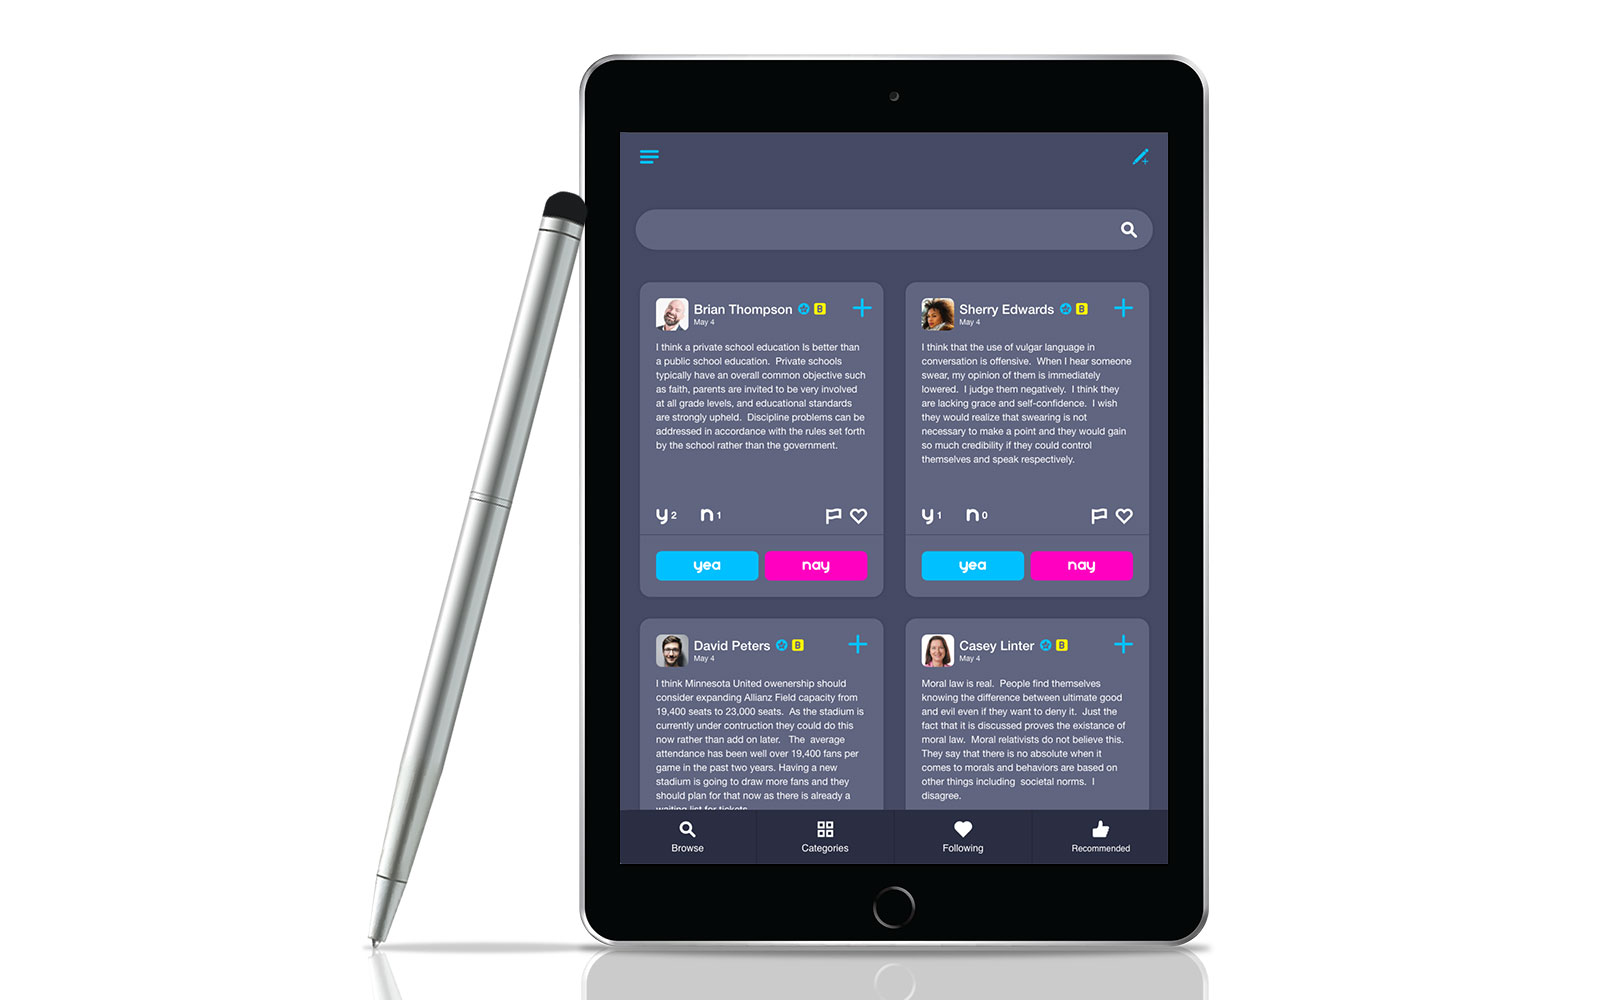 Brian Thompson B
May 4
I think a private school education Is better than
a public school education. Private schools
typically have an overall common objective such
as faith, parents are invited to be very involved
at all grade levels, and educational standards
are strongly upheld. Discipline problems can be
addressed in accordance with the rules set forth
by the school rather than the government.
y 2 n 1
yea nay
Sherry Edwards B
May 4
I think that the use of vulgar language in
conversation is offensive. When I hear someone
swear, my opinion of them is immediately
lowered. I judge them negatively. I think they
are lacking grace and self-confidence. I wish
they would realize that swearing is not
necessary to make a point and they would gain
so much credibility if they could control
themselves and speak respectively.
y 1 n 0
yea nay
David Peters B
May 4
I think Minnesota United owenership should
consider expanding Allianz Field capacity from
19,400 seats to 23,000 seats. As the stadium is
currently under contruction they could do this
now rather than add on later. The average
attendance has been well over 19,400 fans per
game in the past two years. Having a new
stadium is going to draw more fans and they
should plan for that now as there is already a
waiting list for tickets
Casey Linter B
May 4
Moral law is real. People find themselves
knowing the difference between ultimate good
and evil even if they want to deny it. Just the
fact that it is discussed proves the existance of
moral law. Moral relativists do not believe this.
They say that there is no absolute when it
comes to morals and behaviors are based on
other things including societal norms. I
disagree.
Browse Categories Following Recommended